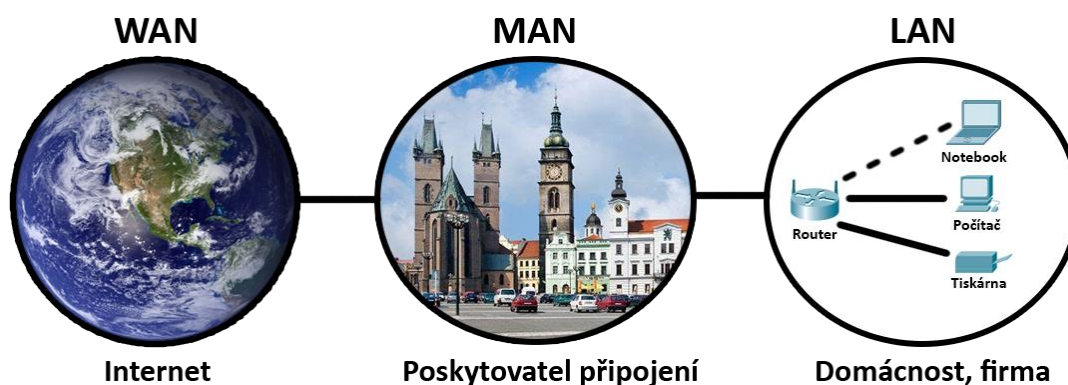 WAN
MAN
LAN
Notebook
Router
Počítač
Tiskárna
Internet
Poskytovatel připojení
Domácnost, firma